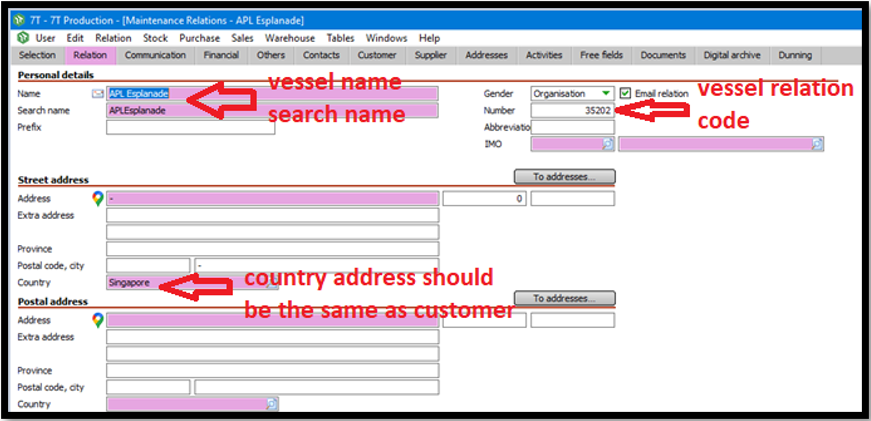 7T - 7T Production - [Maintenance Relations - APL Esplanade]
User Edit Relation Stock Purchase Sales Warehouse Tables Windows Help
Selection Relation Communication Financial Others Contacts Customer Supplier Addresses Activities Free fields Documents Digital archive Dunning
Personal details
Name APL Esplanade vessel name Gender Organisation Email relation vessel relation
Search name APLEsplanade search name Number 35202 code
Prefix Abbreviatio
IMO
Street address To addresses...
Address - 0
Extra address
Province
Postal code, city -
Country Singapore country address should
Postal address be the same as customer To addresses...
Address
Extra address
Province
Postal code, city
Country